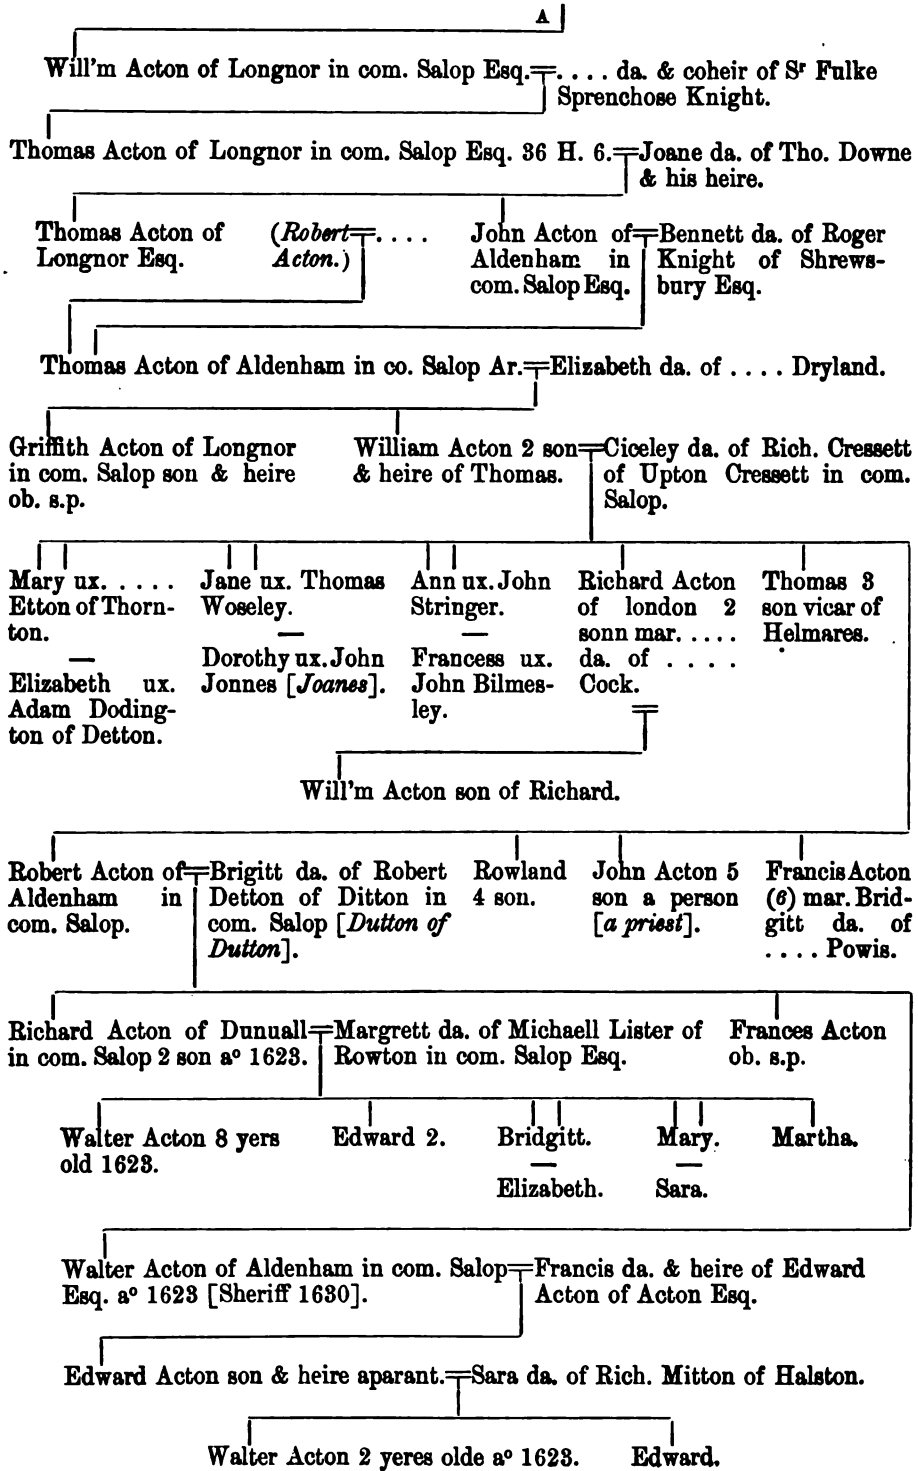 A
Will'm Acton of Longnor in com. Salop Esq.=. . . . da. & coheir of Sʳ Fulke
Sprenchose Knight.
Thomas Acton of Longnor in com. Salop Esq. 36 H. 6.=Joane da. of Tho. Downe
& his heire.
Thomas Acton of
Longnor Esq.
(Robert=. . . .
Acton.)
John Acton of
Aldenham in
com. Salop Esq.
=Bennett da. of Roger
Knight of Shrews-
bury Esq.
Thomas Acton of Aldenham in co. Salop Ar.=Elizabeth da. of . . . . Dryland.
Griffith Acton of Longnor
in com. Salop son & heire
ob. s.p.
William Acton 2 son
& heire of Thomas.
=Ciceley da. of Rich. Cressett
of Upton Cressett in com.
Salop.
Mary ux. . . . . .
Etton of Thorn-
ton.
—
Elizabeth ux.
Adam Doding-
ton of Detton.
Jane ux. Thomas
Woseley.
—
Dorothy ux. John
Jonnes [Joanes].
Ann ux. John
Stringer.
—
Francess ux.
John Bilmes-
ley.
Richard Acton
of london 2
sonn mar. . . . .
da. of . . . .
Cock.
=
Thomas 3
son vicar of
Helmares.
Will'm Acton son of Richard.
Robert Acton of
Aldenham in
com. Salop.
=Brigitt da. of Robert
Detton of Ditton in
com. Salop [Dutton of
Dutton].
Rowland
4 son.
John Acton 5
son a person
[a priest].
Francis Acton
(6) mar. Brid-
gitt da. of
. . . . Powis.
Richard Acton of Dunuall
in com. Salop 2 son aº 1623.
=Margrett da. of Michaell Lister of
Rowton in com. Salop Esq.
Frances Acton
ob. s.p.
Walter Acton 8 yers
old 1623.
Edward 2.
Bridgitt.
—
Elizabeth.
Mary.
—
Sara.
Martha.
Walter Acton of Aldenham in com. Salop
Esq. aº 1623 [Sheriff 1630].
=Francis da. & heire of Edward
Acton of Acton Esq.
Edward Acton son & heire aparant.=Sara da. of Rich. Mitton of Halston.
Walter Acton 2 yeres olde aº 1623.
Edward.